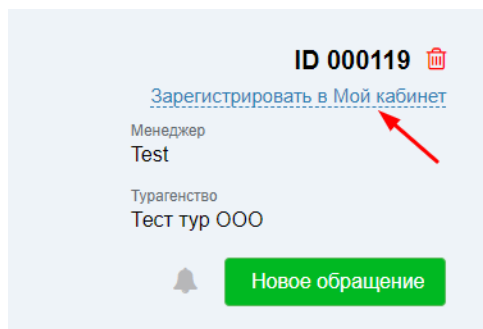 ID 000119
Зарегистрировать в Мой кабинет
Менеджер
Test
Турагенство
Тест тур ООО
Новое обращение